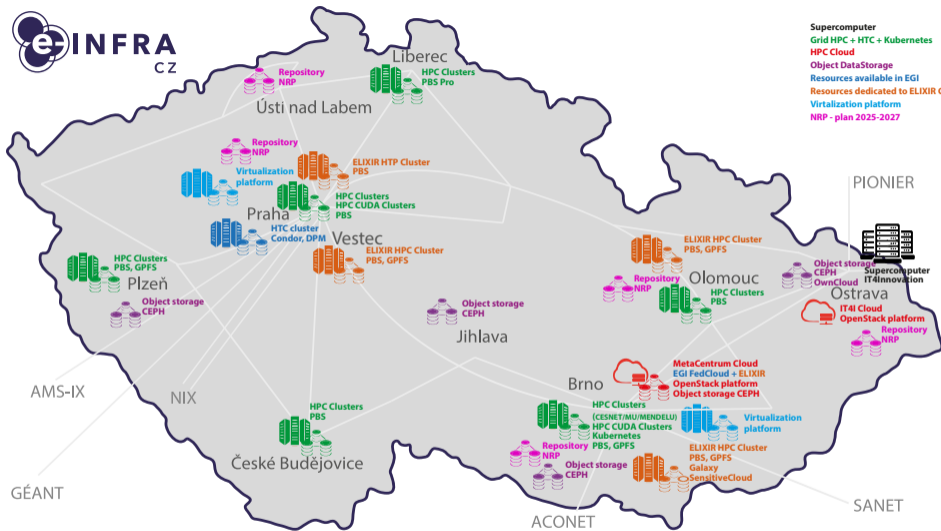 e-INFRA
CZ
Supercomputer
Grid HPC + HTC + Kubernetes
HPC Cloud
Object DataStorage
Resources available in EGI
Resources dedicated to ELIXIR C
Virtalization platform
NRP - plan 2025-2027
Liberec
HPC Clusters
PBS Pro
Repository
NRP
Ústi nad Labem
Repository
NRP
ELIXIR HTP Cluster
PBS
Virtualization
platform
HPC Clusters
HPC CUDA Clusters
PBS
Praha
HTC cluster
Condor, DPM
Vestec
ELIXIR HPC Cluster
PBS, GPFS
HPC Clusters
PBS, GPFS
Plzeň
Object storage
CEPH
Object storage
CEPH
Jihlava
ELIXIR HPC Cluster
PBS, GPFS
Olomouc
Repository
NRP
HPC Clusters
PBS
PIONIER
Supercomputer
IT4Innovation
Object storage
CEPH
OwnCloud
Ostrava
IT4I Cloud
OpenStack platform
Repository
NRP
AMS-IX
NIX
GÉANT
HPC Clusters
PBS
České Budějovice
MetaCentrum Cloud
EGI FedCloud + ELIXIR
OpenStack platform
Object storage CEPH
Brno
HPC Clusters
(CESNET/MU/MENDELU)
HPC CUDA Clusters
Kubernetes
PBS, GPFS
Virtualization
platform
Repository
NRP
Object storage
CEPH
ELIXIR HPC Cluster
PBS, GPFS
Galaxy
SensitiveCloud
ACONET
SANET